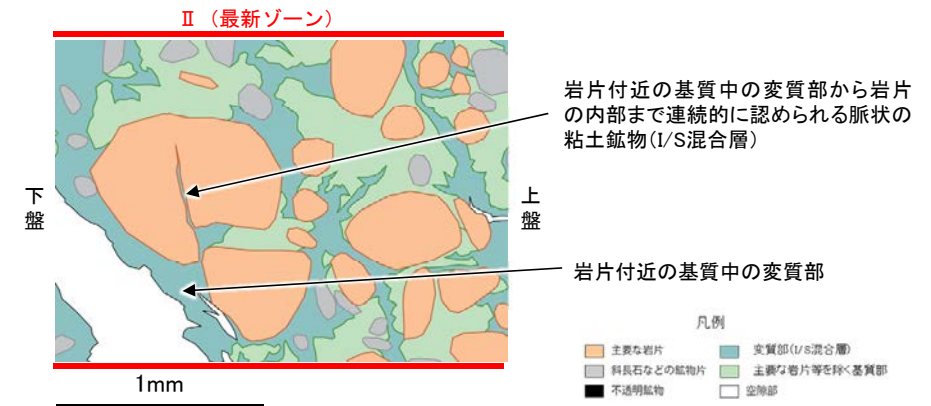 Ⅱ（最新ゾーン）
岩片付近の基質中の変質部から岩片
の内部まで連続的に認められる脈状の
粘土鉱物(I/S混合層)
下盤
上盤
岩片付近の基質中の変質部
凡例
主要な岩片
変質部(I/S混合層)
斜長石などの鉱物片
主要な岩片等を除く基質部
不透明鉱物
空隙部
1mm